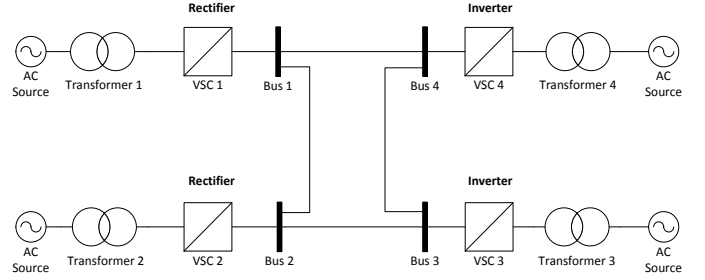 Rectifier
Inverter
AC
Source
Transformer 1
VSC 1
Bus 1
Bus 4
VSC 4
Transformer 4
AC
Source
Rectifier
Inverter
AC
Source
Transformer 2
VSC 2
Bus 2
Bus 3
VSC 3
Transformer 3
AC
Source